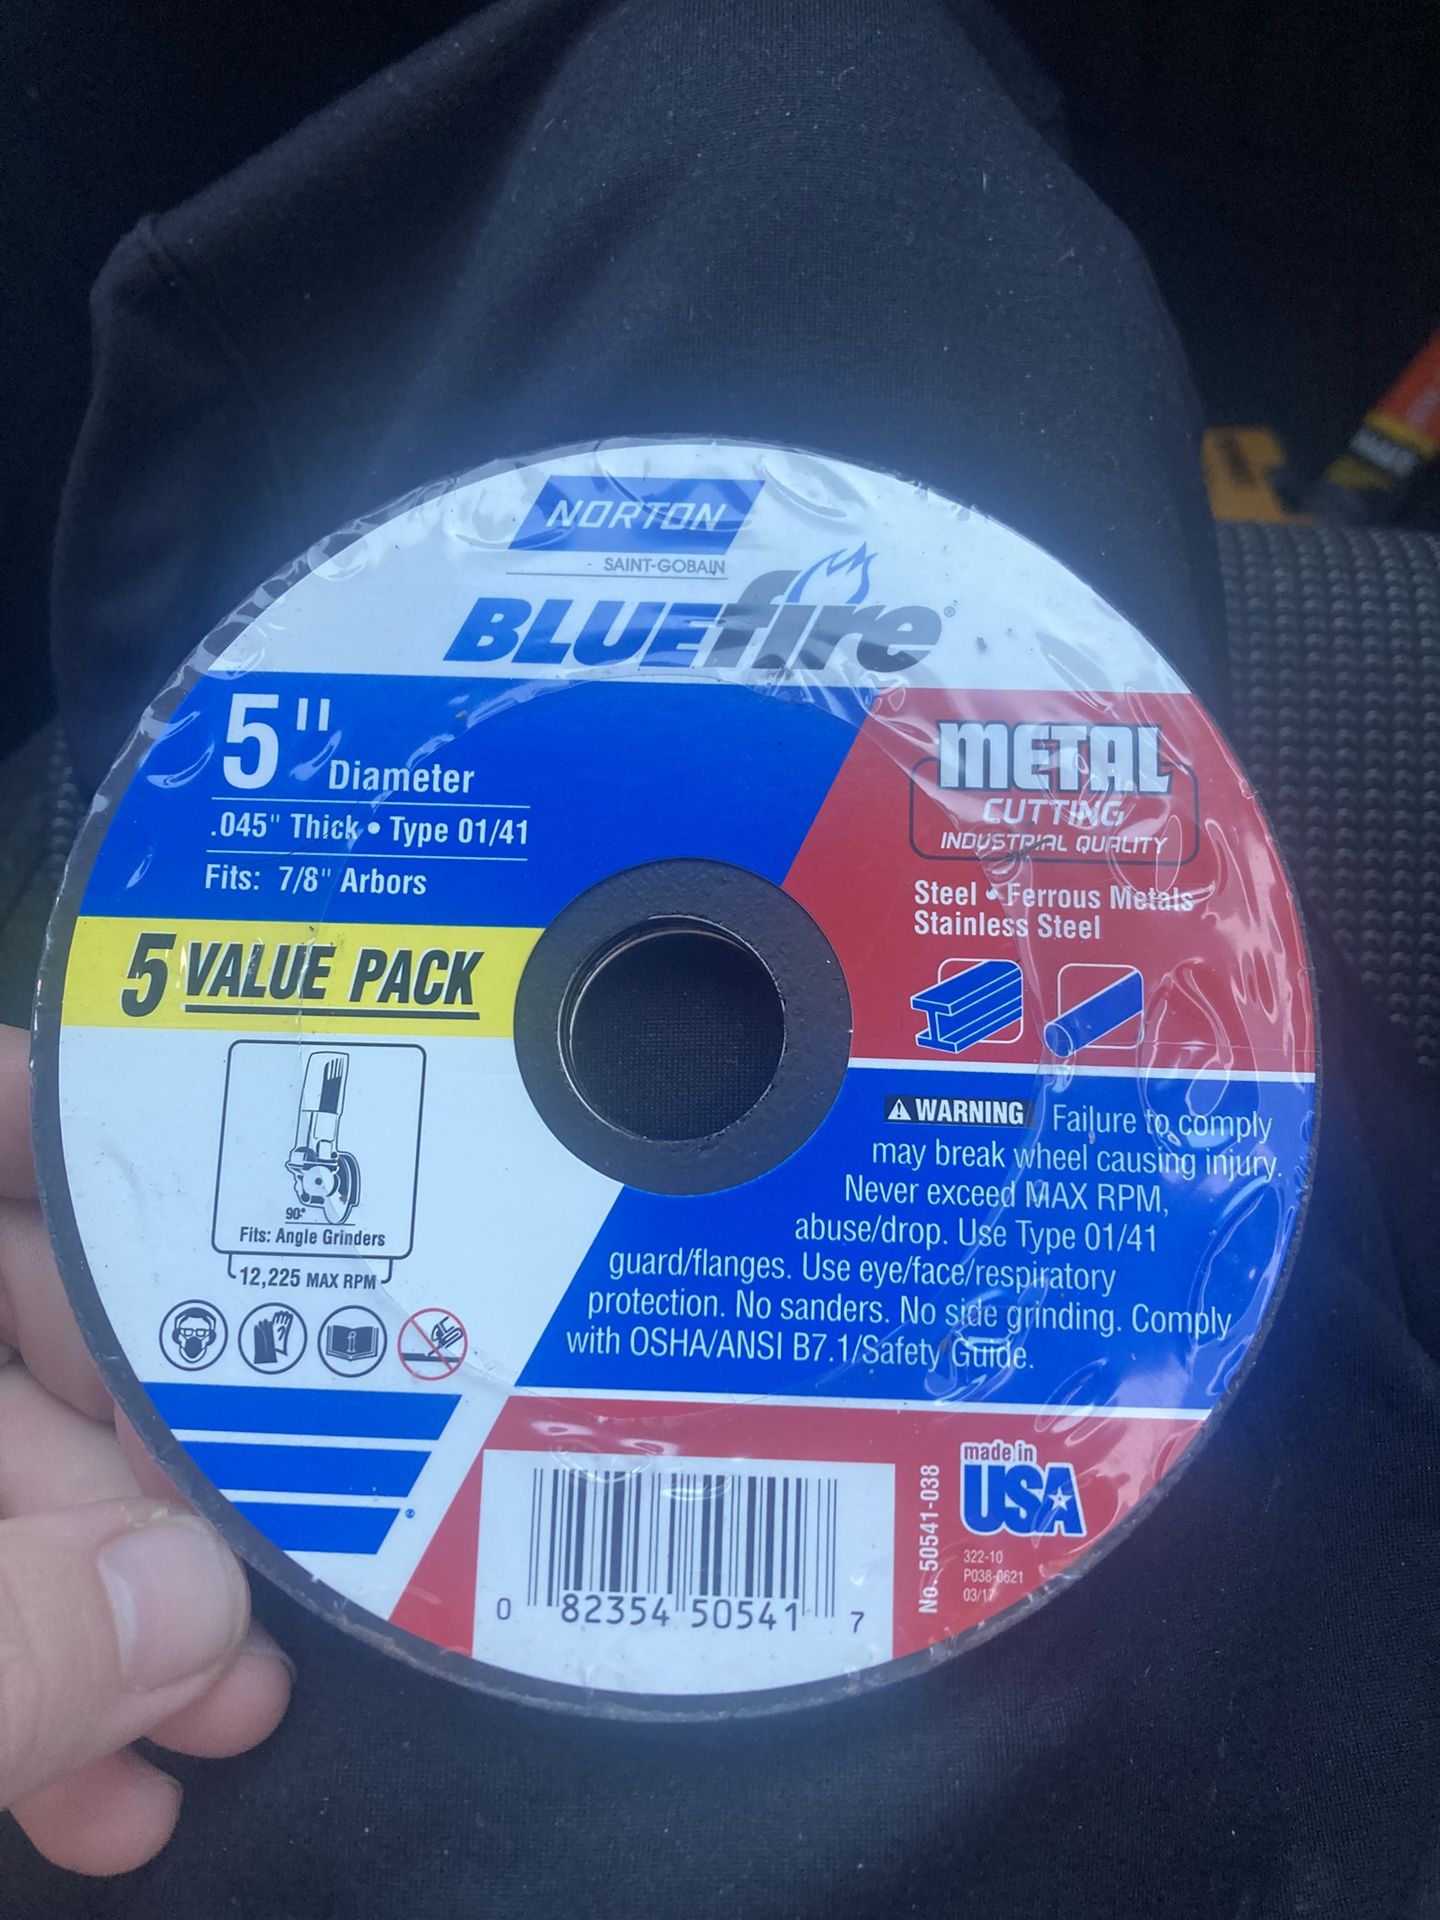 NORTON
SAINT-GOBAIN
BLUEfire®
5" Diameter
.045" Thick • Type 01/41
Fits: 7/8" Arbors
METAL
CUTTING
INDUSTRIAL QUALITY
Steel • Ferrous Metals
Stainless Steel
5 VALUE PACK
90°
Fits: Angle Grinders
12,225 MAX RPM
WARNING Failure to comply
may break wheel causing injury.
Never exceed MAX RPM,
abuse/drop. Use Type 01/41
guard/flanges. Use eye/face/respiratory
protection. No sanders. No side grinding. Comply
with OSHA/ANSI B7.1/Safety Guide.
0 82354 50541 7
No. 50541-038
made in
USA
322-10
P038-0621
03/17